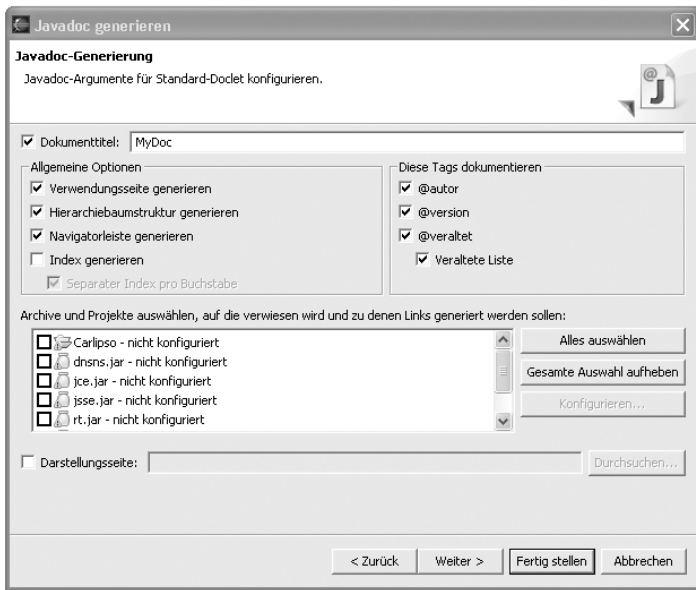 Javadoc generieren
Javadoc-Generierung
Javadoc-Argumente für Standard-Doclet konfigurieren.
@
J
Dokumenttitel: MyDoc
Allgemeine Optionen
Verwendungsseite generieren
Hierarchiebaumstruktur generieren
Navigatorleiste generieren
Index generieren
Separater Index pro Buchstabe
Diese Tags dokumentieren
@autor
@version
@veraltet
Veraltete Liste
Archive und Projekte auswählen, auf die verwiesen wird und zu denen Links generiert werden sollen:
Carlipso - nicht konfiguriert
dnsns.jar - nicht konfiguriert
jce.jar - nicht konfiguriert
jsse.jar - nicht konfiguriert
rt.jar - nicht konfiguriert
Alles auswählen
Gesamte Auswahl aufheben
Konfigurieren...
Darstellungsseite: Durchsuchen...
< Zurück Weiter > Fertig stellen Abbrechen